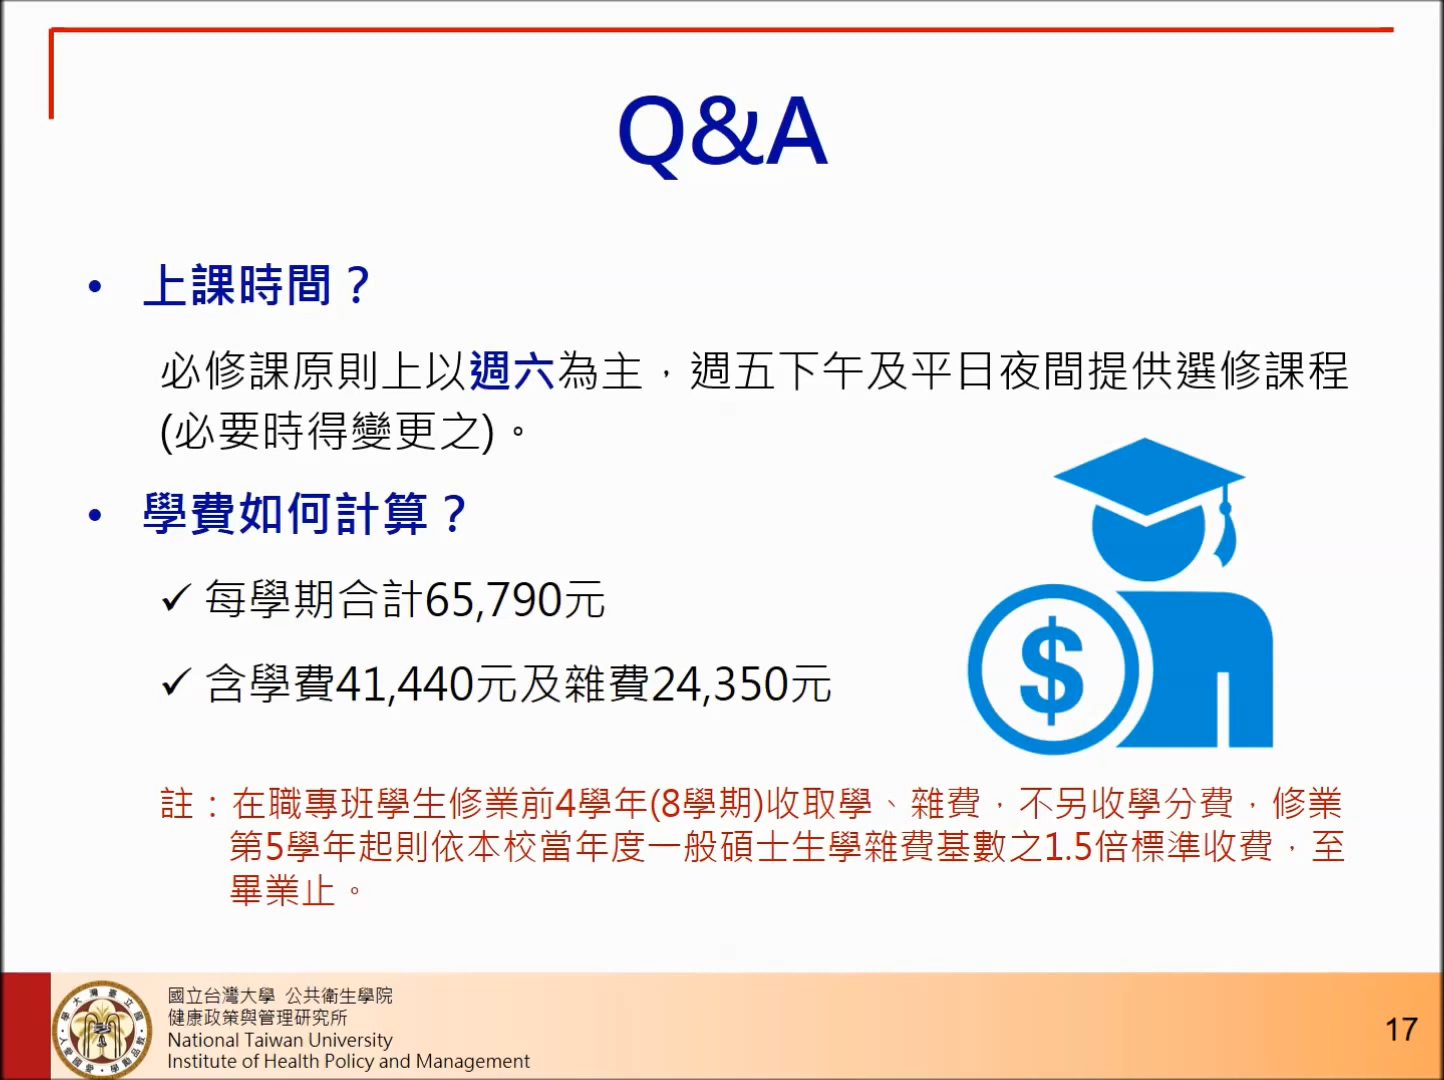 Q&A
• 上課時間？
必修課原則上以週六為主，週五下午及平日夜間提供選修課程
(必要時得變更之)。
• 學費如何計算？
✓ 每學期合計65,790元
✓ 含學費41,440元及雜費24,350元
$
註：在職專班學生修業前4學年(8學期)收取學、雜費，不另收學分費，修業
第5學年起則依本校當年度一般碩士生學雜費基數之1.5倍標準收費，至
畢業止。
國立台灣大學 公共衛生學院
健康政策與管理研究所
National Taiwan University
Institute of Health Policy and Management
17